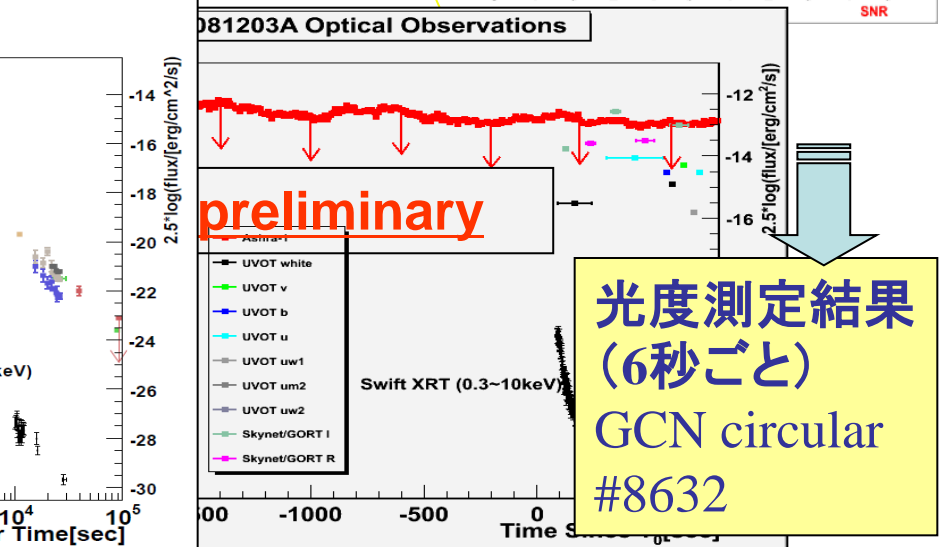 SNR
081203A Optical Observations
2.5*log(flux/[erg/cm^2/s])
-14
-16
-18
-20
-22
-24
-26
-28
-30
keV)
10^4
10^5
r Time[sec]
-12
-14
-16
2.5*log(flux/[erg/cm²/s])
preliminary
Ashra-1
UVOT white
UVOT v
UVOT b
UVOT u
UVOT uw1
UVOT um2
UVOT uw2
Skynet/GORT I
Skynet/GORT R
Swift XRT (0.3~10keV)
500
-1000
-500
0
Time Since T₀[sec]
光度測定結果
（6秒ごと）
GCN circular
#8632